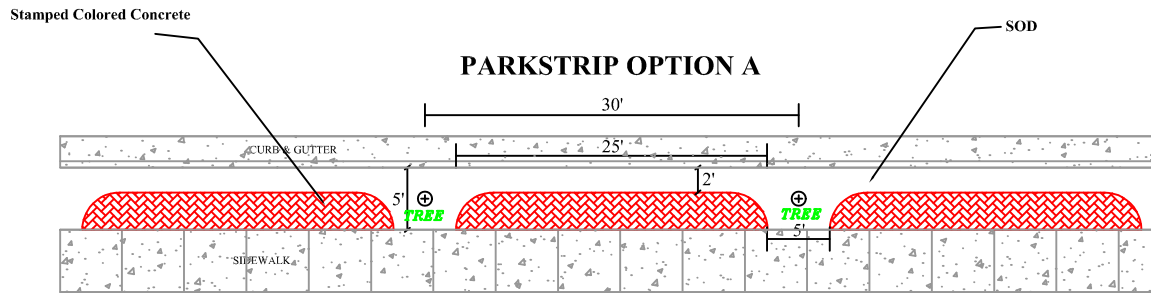 Stamped Colored Concrete
SOD
PARKSTRIP OPTION A
30'
CURB & GUTTER
25'
5'
2'
TREE
TREE
5'
SIDEWALK